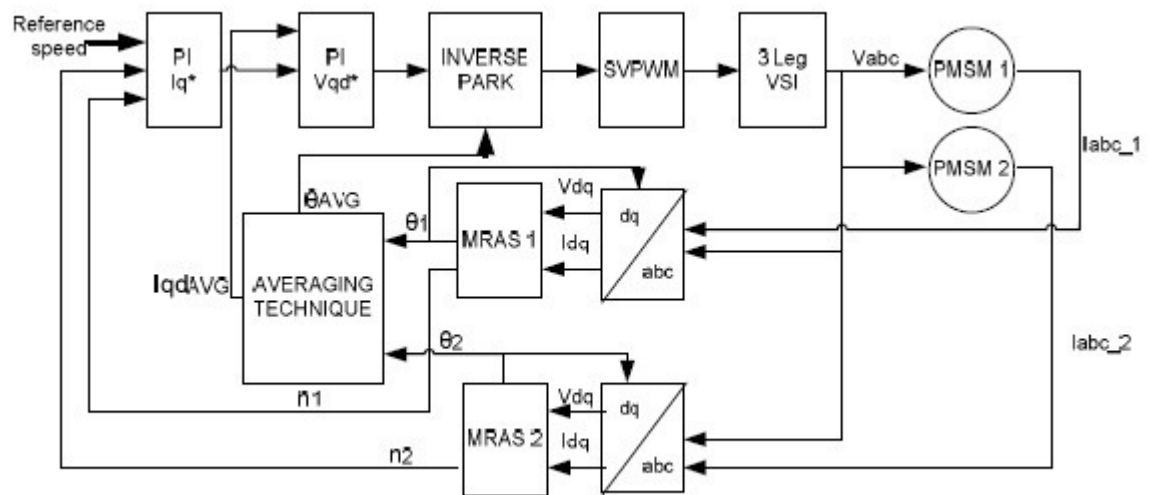 Reference
speed
PI
Iq*
PI
Vqd*
INVERSE
PARK
SVPWM
3 Leg
VSI
Vabc
PMSM 1
Iabc_1
PMSM 2
θAVG
θ1
Vdq
Idq
MRAS 1
dq
abc
IqdAVG
AVERAGING
TECHNIQUE
θ2
n1
Iabc_2
Vdq
Idq
MRAS 2
dq
abc
n2